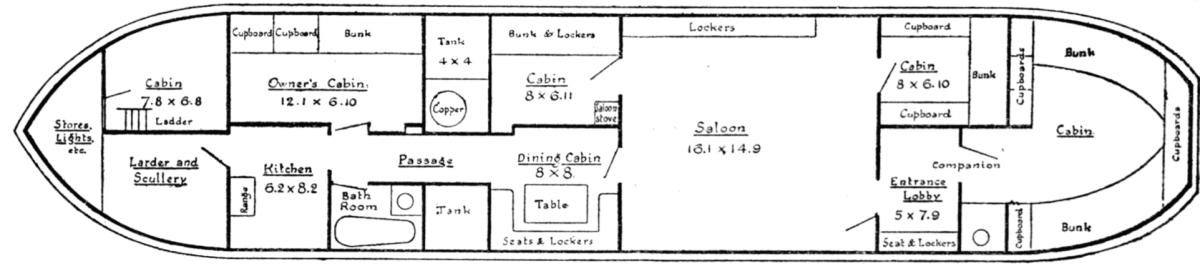 Stores,
Lights,
etc.
Cabin
7.8 x 6.8
Ladder
Larder and
Scullery
Cupboard
Cupboard
Bunk
Owner's Cabin.
12.1 x 6.10
Kitchen
6.2 x 8.2
Range
Bath
Room
Passage
Tank
4 x 4
Copper
Tank
Bunk & Lockers
Cabin
8 x 6.11
Saloon
stove
Dining Cabin
8 x 8.
Table
Seats & Lockers
Lockers
Saloon
16.1 x 14.9
Cupboard
Cabin
8 x 6.10
Cupboard
Bunk
Cupboards
Companion
Entrance
Lobby
5 x 7.9
Seat & Lockers
Cupboard
Bunk
Cabin
Bunk
Cupboards